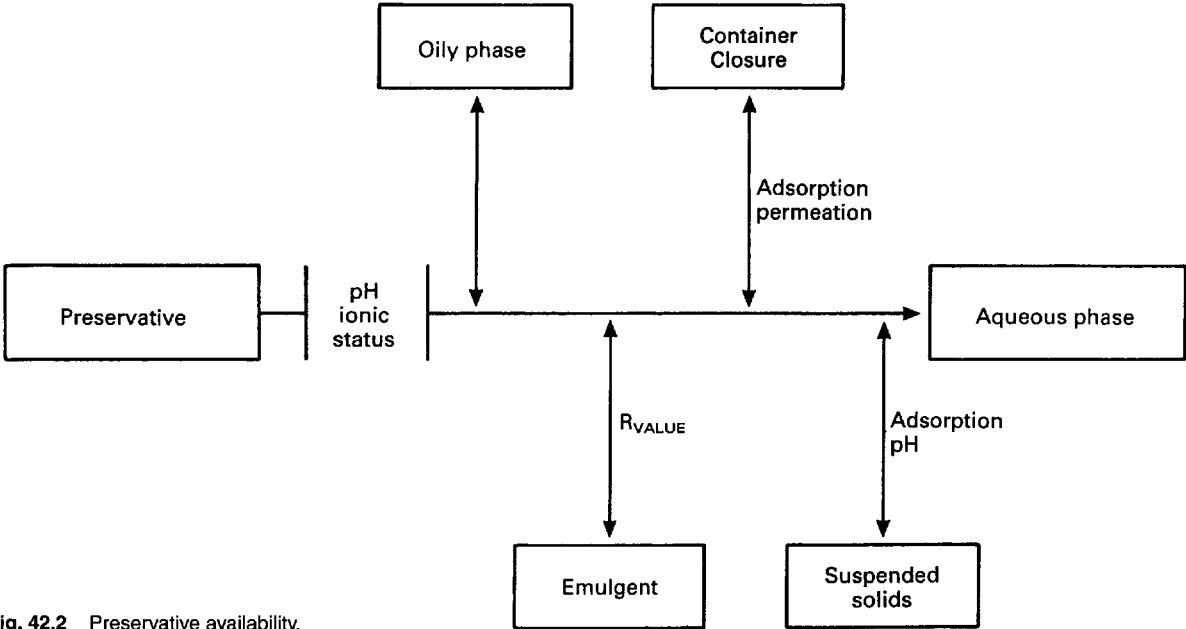 Oily phase
Container
Closure
Adsorption
permeation
Preservative
pH
ionic
status
Aqueous phase
RVALUE
Adsorption
pH
Emulgent
Suspended
solids
ig. 42.2 Preservative availability.